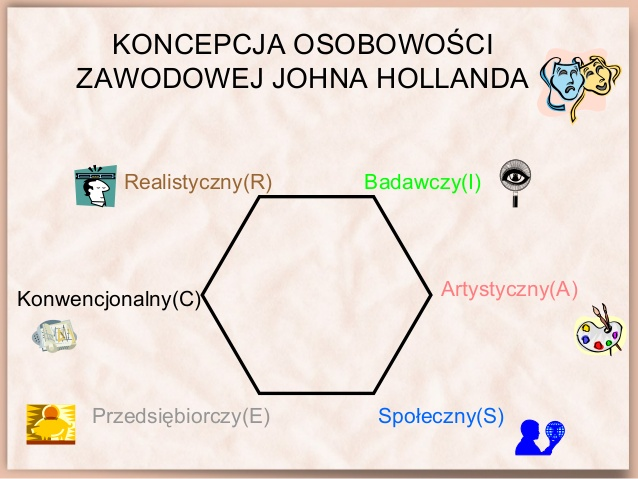 KONCEPCJA OSOBOWOŚCI
ZAWODOWEJ JOHNA HOLLANDA
Realistyczny(R)
Badawczy(I)
Artystyczny(A)
Konwencjonalny(C)
Przedsiębiorczy(E)
Społeczny(S)